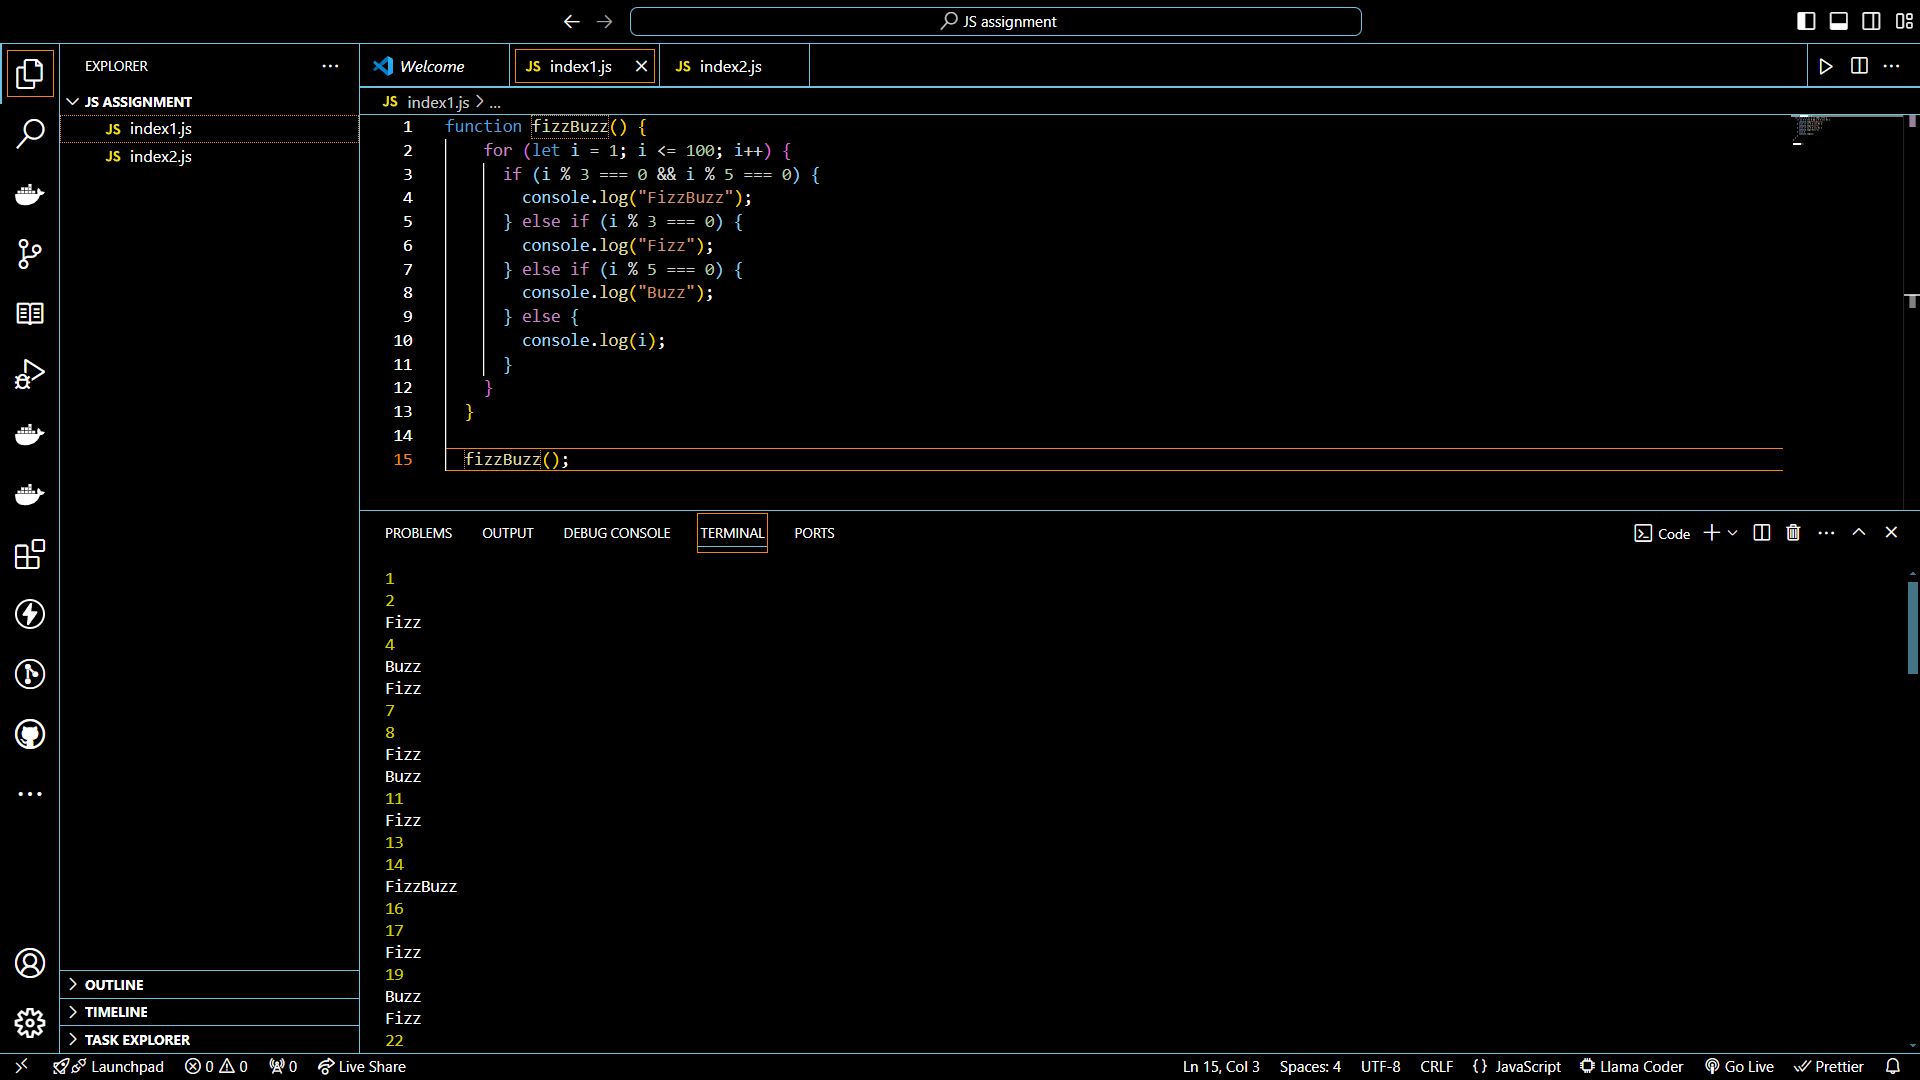 JS assignment
EXPLORER
JS ASSIGNMENT
JS index1.js
JS index2.js
OUTLINE
TIMELINE
TASK EXPLORER
Welcome
JS index1.js
JS index2.js
JS index1.js > ...
1 function fizzBuzz() {
2     for (let i = 1; i <= 100; i++) {
3       if (i % 3 === 0 && i % 5 === 0) {
4         console.log("FizzBuzz");
5       } else if (i % 3 === 0) {
6         console.log("Fizz");
7       } else if (i % 5 === 0) {
8         console.log("Buzz");
9       } else {
10         console.log(i);
11       }
12     }
13   }
14
15   fizzBuzz();
PROBLEMS OUTPUT DEBUG CONSOLE TERMINAL PORTS
Code
1
2
Fizz
4
Buzz
Fizz
7
8
Fizz
Buzz
11
Fizz
13
14
FizzBuzz
16
17
Fizz
19
Buzz
Fizz
22
Launchpad 0 0 0 Live Share Ln 15, Col 3 Spaces: 4 UTF-8 CRLF {} JavaScript Llama Coder Go Live Prettier